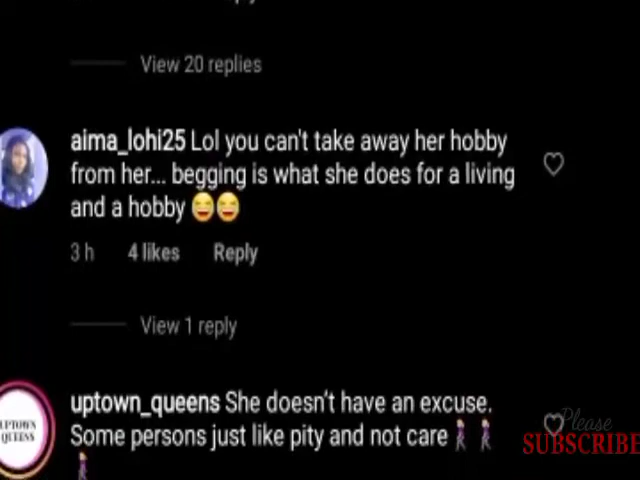 View 20 replies
aima_lohi25 Lol you can't take away her hobby
from her... begging is what she does for a living
and a hobby 😂😂
3 h 4 likes Reply
View 1 reply
uptown_queens She doesn't have an excuse.
Some persons just like pity and not care🚶‍♀️🚶‍♀️
🚶‍♀️
UPTOWN
QUEENS
Please
SUBSCRIBE